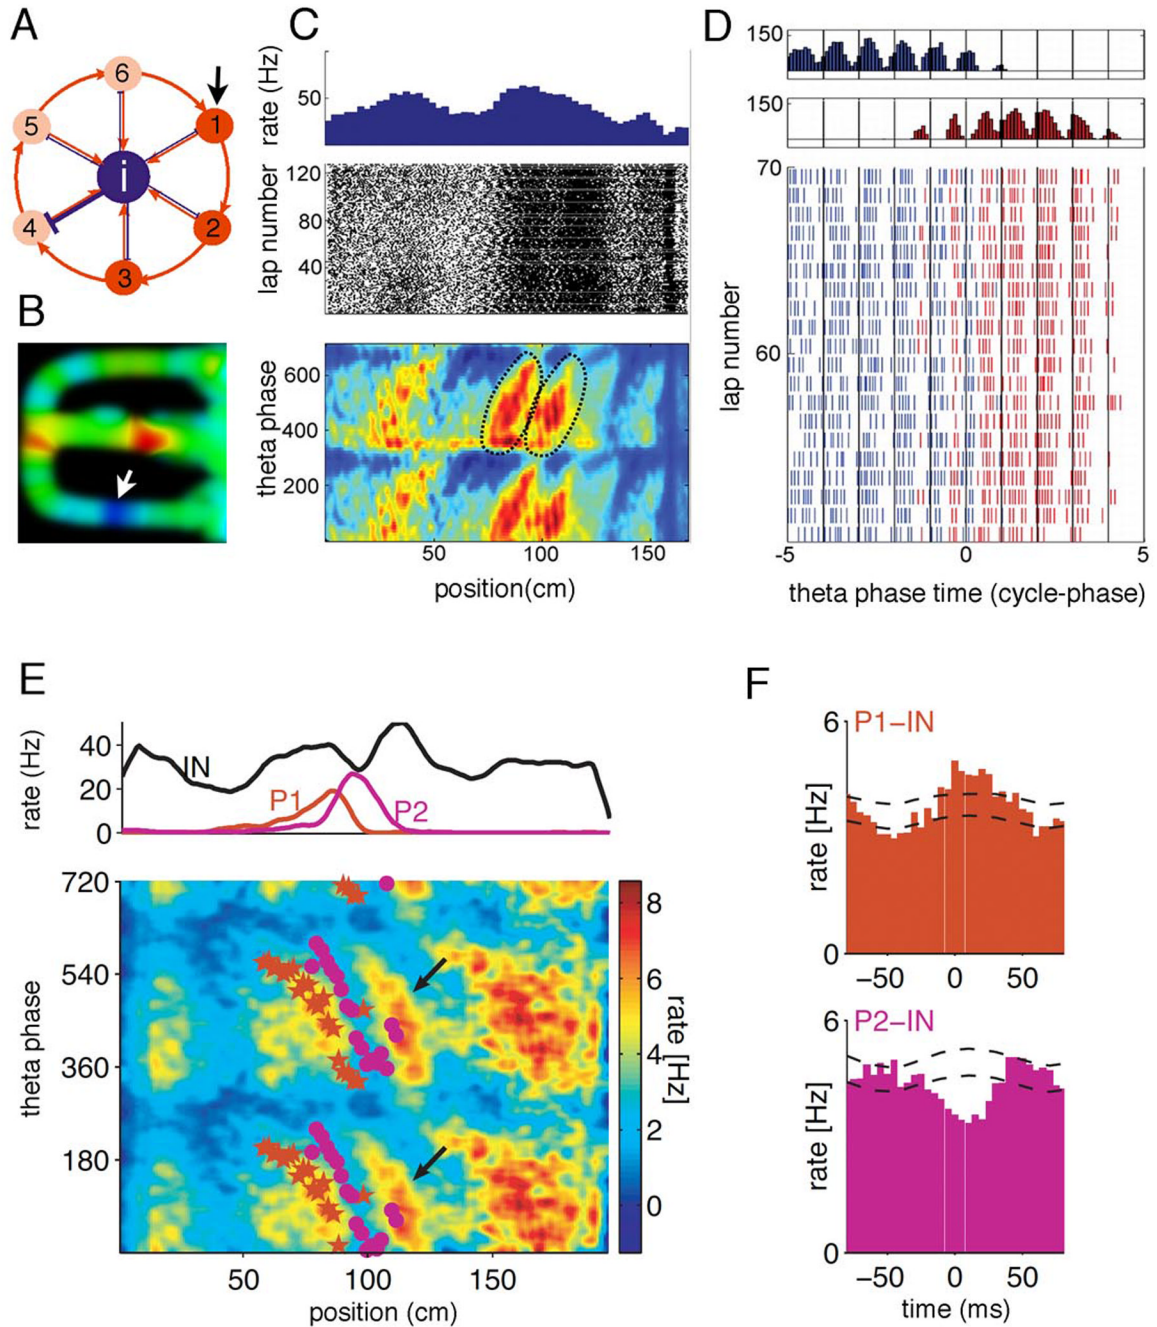 A
6
1
5
i
4
2
3
B
C
rate (Hz)
50
lap number
120
80
40
theta phase
600
400
200
50
100
150
position(cm)
D
150
150
70
lap number
60
-5
0
5
theta phase time (cycle-phase)
E
rate (Hz)
40
20
0
IN
P1
P2
theta phase
720
540
360
180
50
100
150
position (cm)
8
6
4
2
0
rate [Hz]
F
6
P1–IN
rate [Hz]
0
−50
0
50
6
P2–IN
rate [Hz]
0
−50
0
50
time (ms)